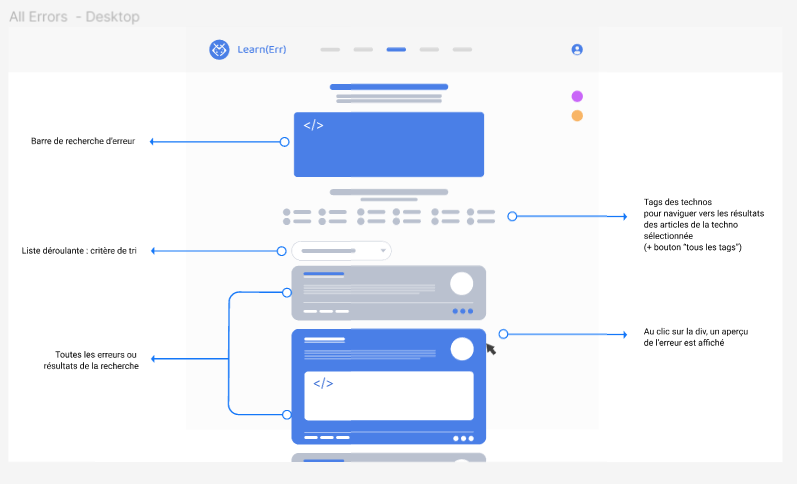 All Errors - Desktop
Learn(Err)
</>
Barre de recherche d'erreur
Tags des technos
pour naviguer vers les résultats
des articles de la techno
sélectionnée
(+ bouton "tous les tags")
Liste déroulante : critère de tri
Au clic sur la div, un aperçu
de l'erreur est affiché
Toutes les erreurs ou
résultats de la recherche
</>